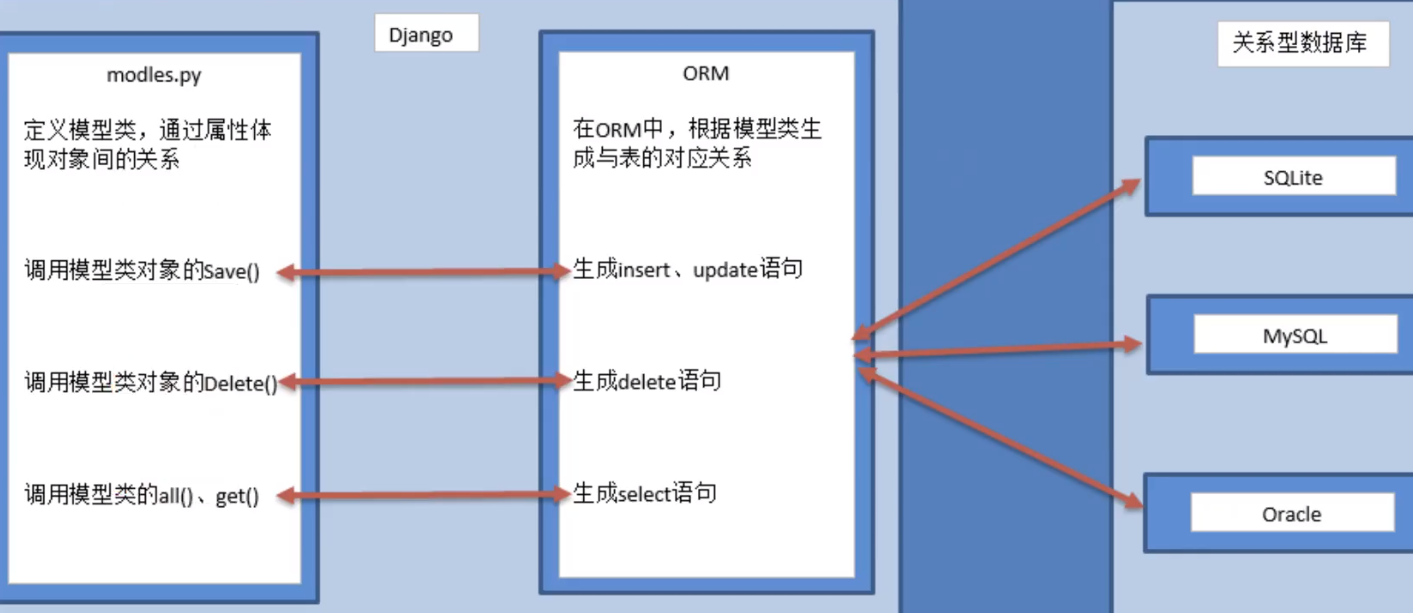 Django
modles.py
定义模型类，通过属性体
现对象间的关系
调用模型类对象的Save()
调用模型类对象的Delete()
调用模型类的all()、get()
ORM
在ORM中，根据模型类生
成与表的对应关系
生成insert、update语句
生成delete语句
生成select语句
关系型数据库
SQLite
MySQL
Oracle